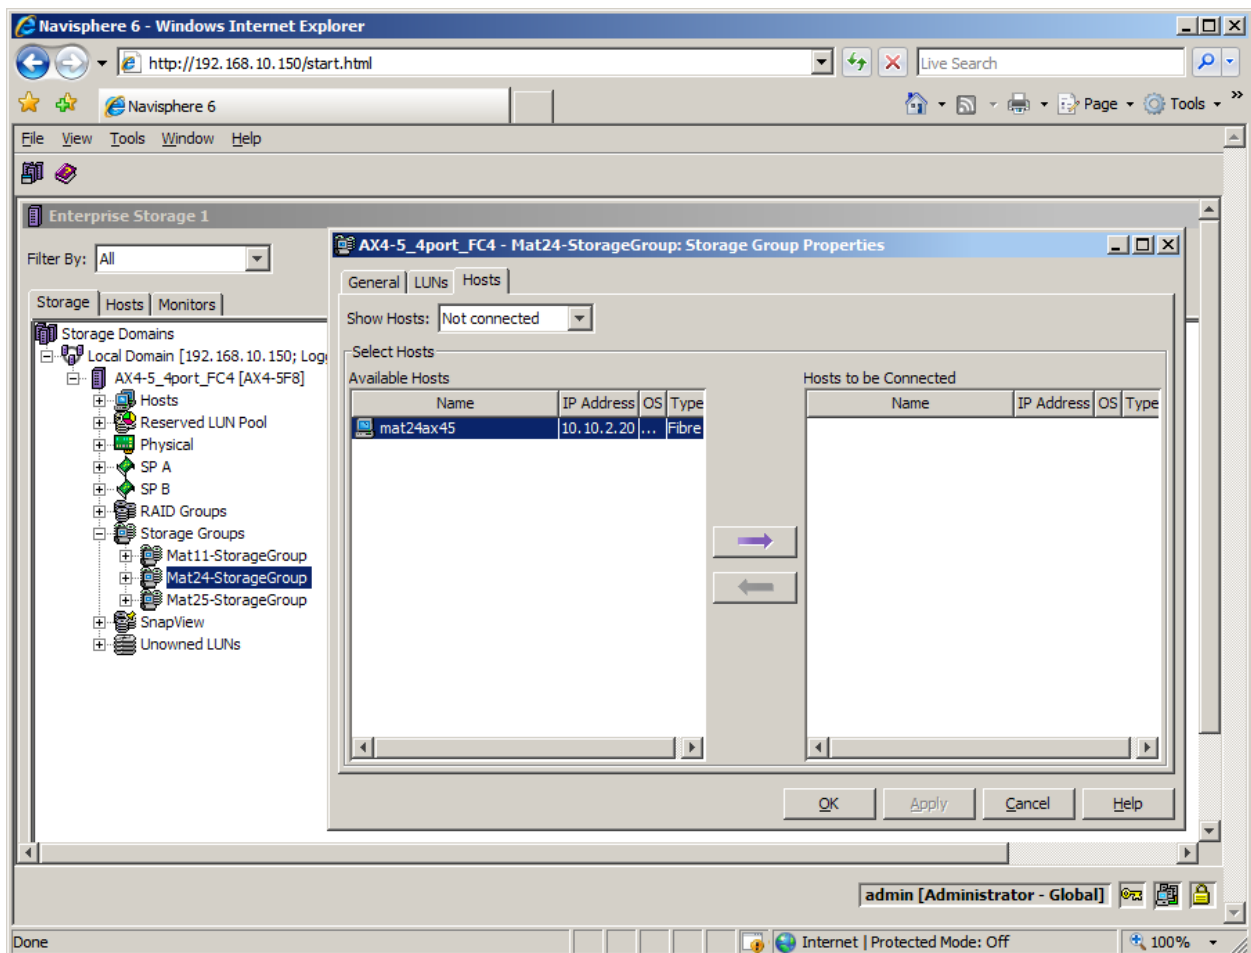 Navisphere 6 - Windows Internet Explorer
http://192.168.10.150/start.html
Live Search
Navisphere 6
Page
Tools
»
File View Tools Window Help
Enterprise Storage 1
Filter By: All
Storage Hosts Monitors
Storage Domains
Local Domain [192.168.10.150; Log
AX4-5_4port_FC4 [AX4-5F8]
Hosts
Reserved LUN Pool
Physical
SP A
SP B
RAID Groups
Storage Groups
Mat11-StorageGroup
Mat24-StorageGroup
Mat25-StorageGroup
SnapView
Unowned LUNs
AX4-5_4port_FC4 - Mat24-StorageGroup: Storage Group Properties
General LUNs Hosts
Show Hosts: Not connected
Select Hosts
Available Hosts
Name IP Address OS Type
mat24ax45 10.10.2.20 ... Fibre
Hosts to be Connected
Name IP Address OS Type
OK Apply Cancel Help
admin [Administrator - Global]
Done
Internet | Protected Mode: Off
100%